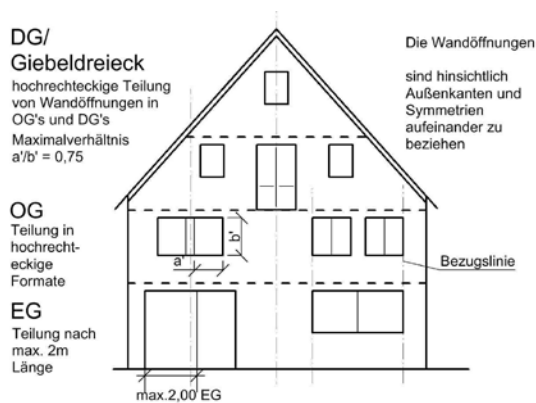 DG/
Giebeldreieck
hochrechteckige Teilung
von Wandöffnungen in
OG's und DG's
Maximalverhältnis
a'/b' = 0,75
Die Wandöffnungen
sind hinsichtlich
Außenkanten und
Symmetrien
aufeinander zu
beziehen
OG
Teilung in
hochrecht-
eckige
Formate
a'
b'
Bezugslinie
EG
Teilung nach
max. 2m
Länge
max.2,00 EG